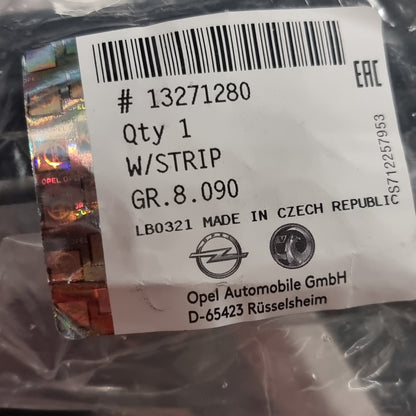 # 13271280
EAC
Qty 1
W/STRIP
GR.8.090
LB0321 MADE IN CZECH REPUBLIC
S712257953
OPEL
Opel Automobile GmbH
D-65423 Rüsselsheim